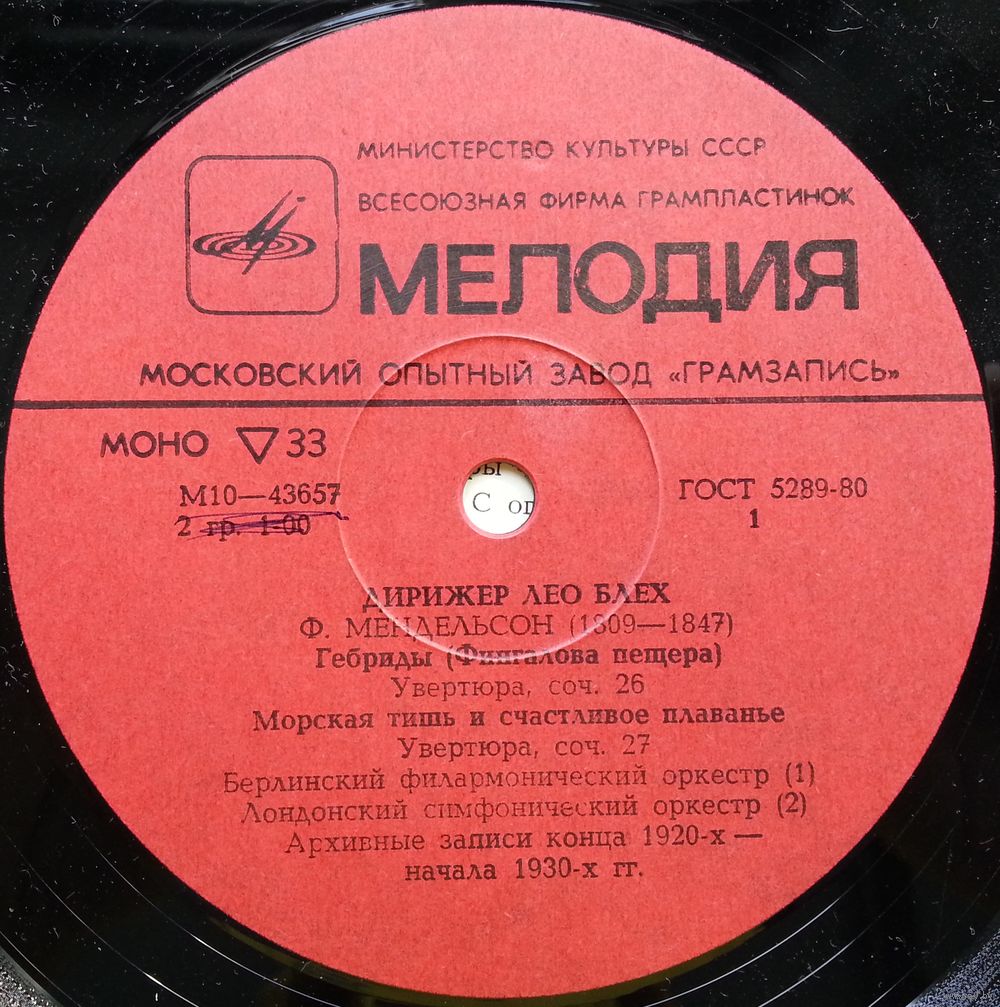 МИНИСТЕРСТВО КУЛЬТУРЫ СССР
ВСЕСОЮЗНАЯ ФИРМА ГРАМПЛАСТИНОК
МЕЛОДИЯ
МОСКОВСКИЙ ОПЫТНЫЙ ЗАВОД «ГРАМЗАПИСЬ»
МОНО ▽ 33
М10—43657
2 гр. 1-00
ГОСТ 5289-80
1
С ог
ДИРИЖЕР ЛЕО БЛЕХ
Ф. МЕНДЕЛЬСОН (1809—1847)
Гебриды (Фингалова пещера)
Увертюра, соч. 26
Морская тишь и счастливое плаванье
Увертюра, соч. 27
Берлинский филармонический оркестр (1)
Лондонский симфонический оркестр (2)
Архивные записи конца 1920-х —
начала 1930-х гг.